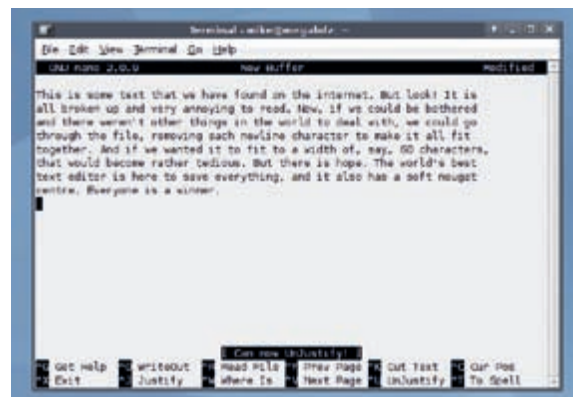 Terminal - mike@megabole: ~
File Edit View Terminal Go Help
GNU nano 2.0.0 New Buffer Modified
This is some text that we have found on the internet. But look! It is
all broken up and very annoying to read. Now, if we could be bothered
and there weren't other things in the world to deal with, we could go
through the file, removing each newline character to make it all fit
together. And if we wanted it to fit to a width of, say, 60 characters,
that would become rather tedious. But there is hope. The world's best
text editor is here to save everything, and it also has a soft nougat
centre. Everyone is a winner.
[ Can now UnJustify! ]
^G Get Help ^O WriteOut ^R Read File ^Y Prev Page ^K Cut Text ^C Cur Pos
^X Exit ^J Justify ^W Where Is ^V Next Page ^U UnJustify ^T To Spell